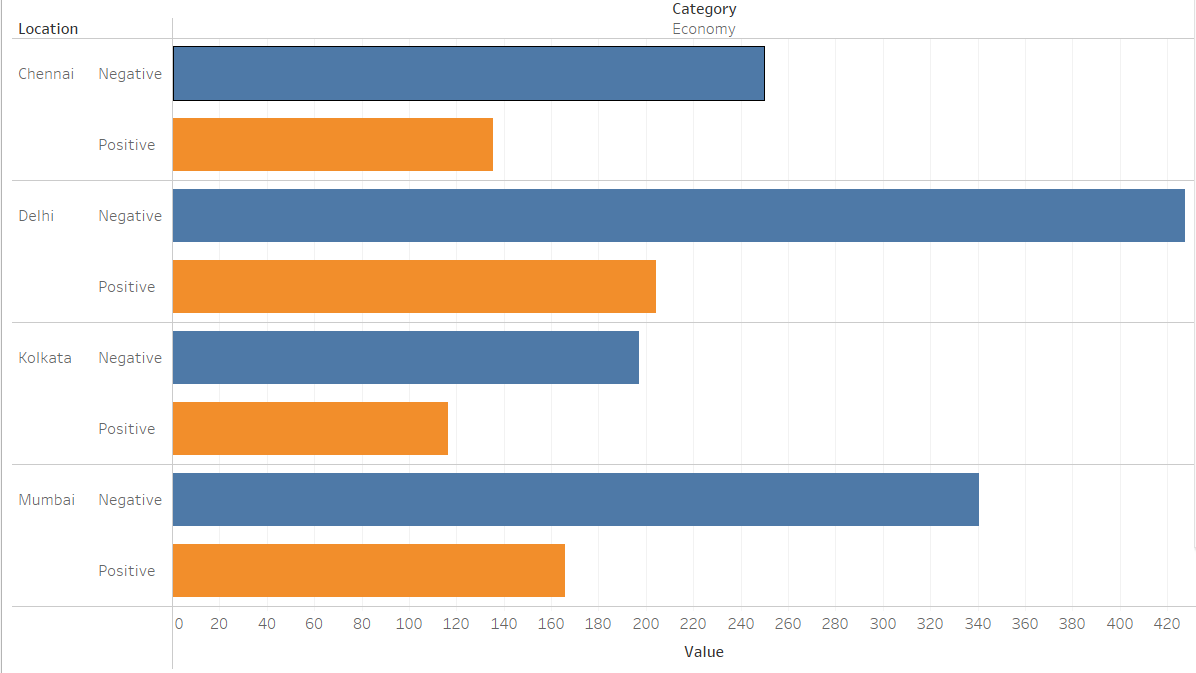 Category
Location Economy
Chennai Negative
Positive
Delhi Negative
Positive
Kolkata Negative
Positive
Mumbai Negative
Positive
0 20 40 60 80 100 120 140 160 180 200 220 240 260 280 300 320 340 360 380 400 420
Value